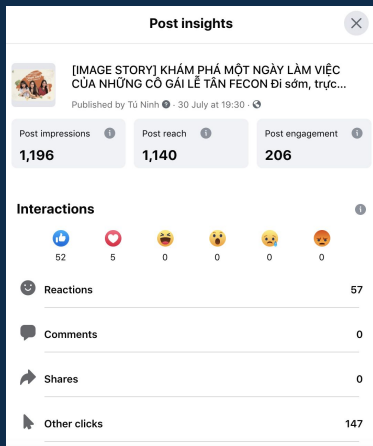 Post insights
[IMAGE STORY] KHÁM PHÁ MỘT NGÀY LÀM VIỆC
CỦA NHỮNG CÔ GÁI LỄ TÂN FECON Đi sớm, trực...
Published by Tú Ninh · 30 July at 19:30 ·
Post impressions
Post reach
Post engagement
1,196
1,140
206
Interactions
52
5
0
0
0
0
Reactions 57
Comments 0
Shares 0
Other clicks 147